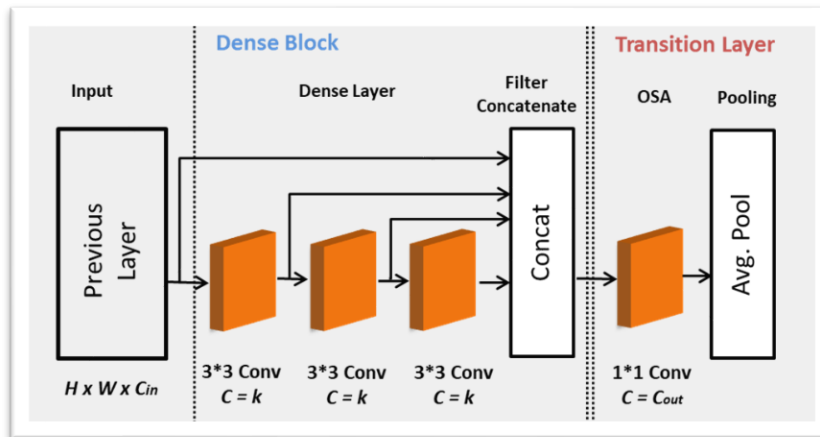 Dense Block
Transition Layer
Input
Dense Layer
Filter
Concatenate
OSA
Pooling
Previous
Layer
Concat
Avg. Pool
3*3 Conv
C = k
3*3 Conv
C = k
3*3 Conv
C = k
1*1 Conv
C = Cout
H x W x Cin